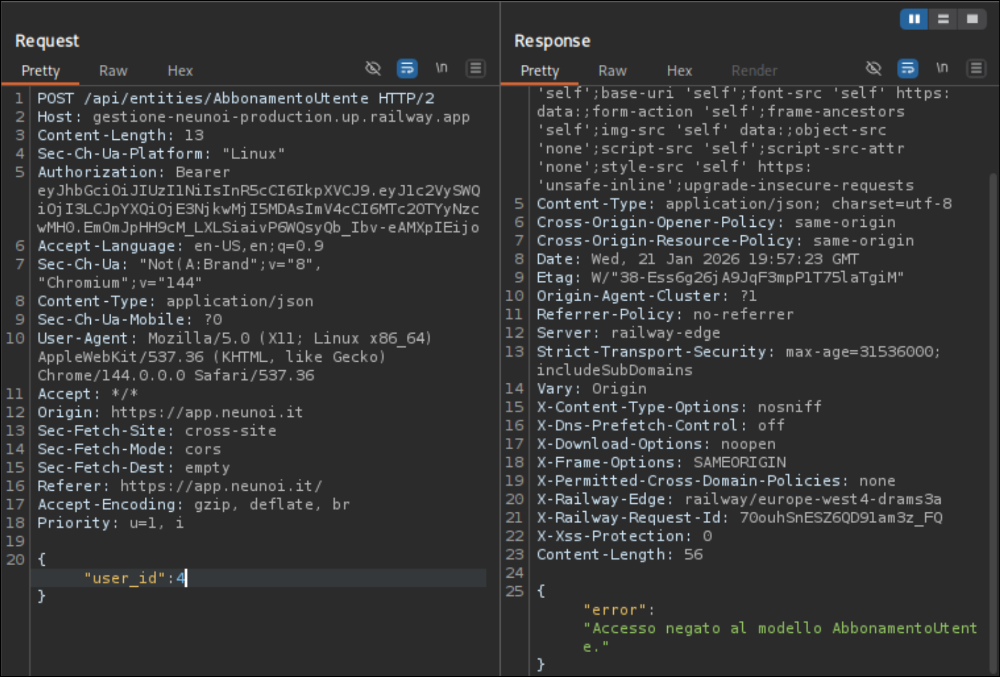 Request
Pretty Raw Hex \n
1 POST /api/entities/AbbonamentoUtente HTTP/2
2 Host: gestione-neunoi-production.up.railway.app
3 Content-Length: 13
4 Sec-Ch-Ua-Platform: "Linux"
5 Authorization: Bearer
eyJhbGciOiJIUzI1NiIsInR5cCI6IkpXVCJ9.eyJ1c2VySWQ
iOjI3LCJpYXQiOjE3NjkwMjI5MDAsImV4cCI6MTc2OTYyNzc
wMH0.EmOmJpHH9cM_LXLSiaivP6WQsyQb_Ibv-eAMXpIEijo
6 Accept-Language: en-US,en;q=0.9
7 Sec-Ch-Ua: "Not(A:Brand";v="8",
"Chromium";v="144"
8 Content-Type: application/json
9 Sec-Ch-Ua-Mobile: ?0
10 User-Agent: Mozilla/5.0 (X11; Linux x86_64)
AppleWebKit/537.36 (KHTML, like Gecko)
Chrome/144.0.0.0 Safari/537.36
11 Accept: */*
12 Origin: https://app.neunoi.it
13 Sec-Fetch-Site: cross-site
14 Sec-Fetch-Mode: cors
15 Sec-Fetch-Dest: empty
16 Referer: https://app.neunoi.it/
17 Accept-Encoding: gzip, deflate, br
18 Priority: u=1, i
19
20 {
"user_id":4
}
Response
Pretty Raw Hex Render \n
'self';base-uri 'self';font-src 'self' https:
data:;form-action 'self';frame-ancestors
'self';img-src 'self' data:;object-src
'none';script-src 'self';script-src-attr
'none';style-src 'self' https:
'unsafe-inline';upgrade-insecure-requests
5 Content-Type: application/json; charset=utf-8
6 Cross-Origin-Opener-Policy: same-origin
7 Cross-Origin-Resource-Policy: same-origin
8 Date: Wed, 21 Jan 2026 19:57:23 GMT
9 Etag: W/"38-Ess6g26jA9JqF3mpP1T75laTgiM"
10 Origin-Agent-Cluster: ?1
11 Referrer-Policy: no-referrer
12 Server: railway-edge
13 Strict-Transport-Security: max-age=31536000;
includeSubDomains
14 Vary: Origin
15 X-Content-Type-Options: nosniff
16 X-Dns-Prefetch-Control: off
17 X-Download-Options: noopen
18 X-Frame-Options: SAMEORIGIN
19 X-Permitted-Cross-Domain-Policies: none
20 X-Railway-Edge: railway/europe-west4-drams3a
21 X-Railway-Request-Id: 70ouhSnESZ6QD9lam3z_FQ
22 X-Xss-Protection: 0
23 Content-Length: 56
24
25 {
"error":
"Accesso negato al modello AbbonamentoUtent
e."
}